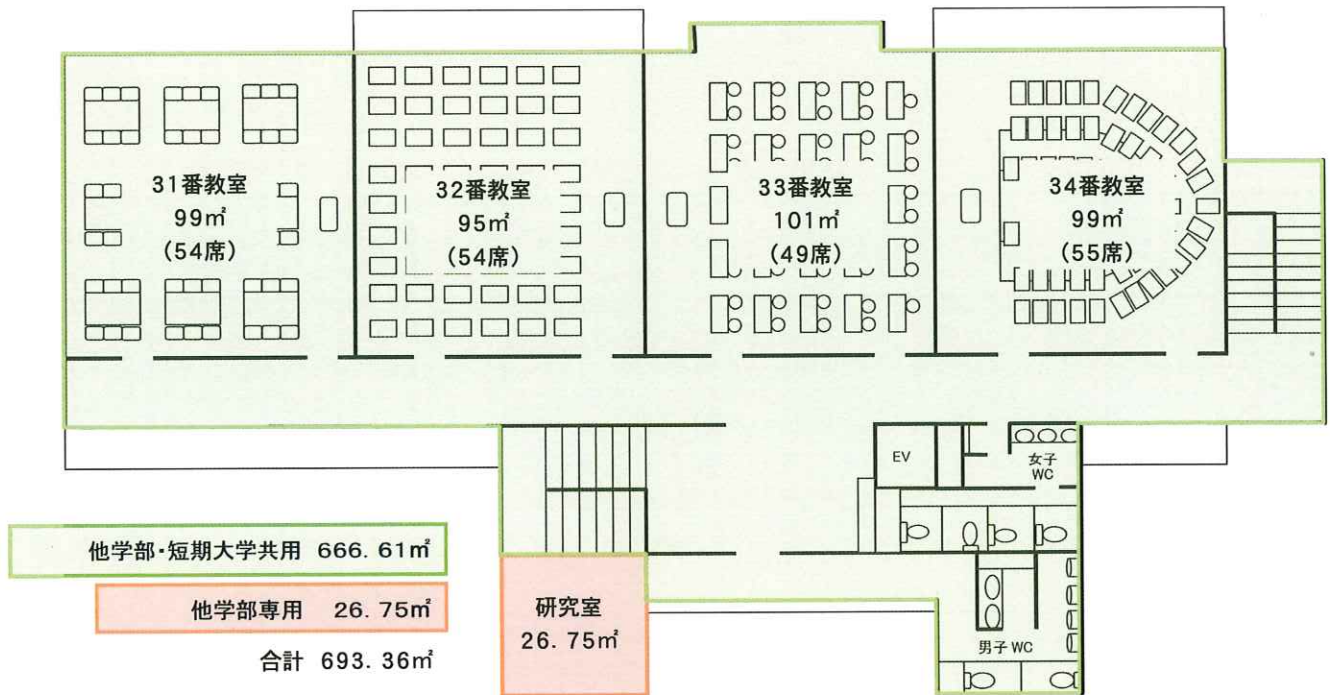 31番教室
99㎡
(54席)
32番教室
95㎡
(54席)
33番教室
101㎡
(49席)
34番教室
99㎡
(55席)
EV
女子
WC
他学部・短期大学共用 666.61㎡
他学部専用 26.75㎡
合計 693.36㎡
研究室
26.75㎡
男子 WC